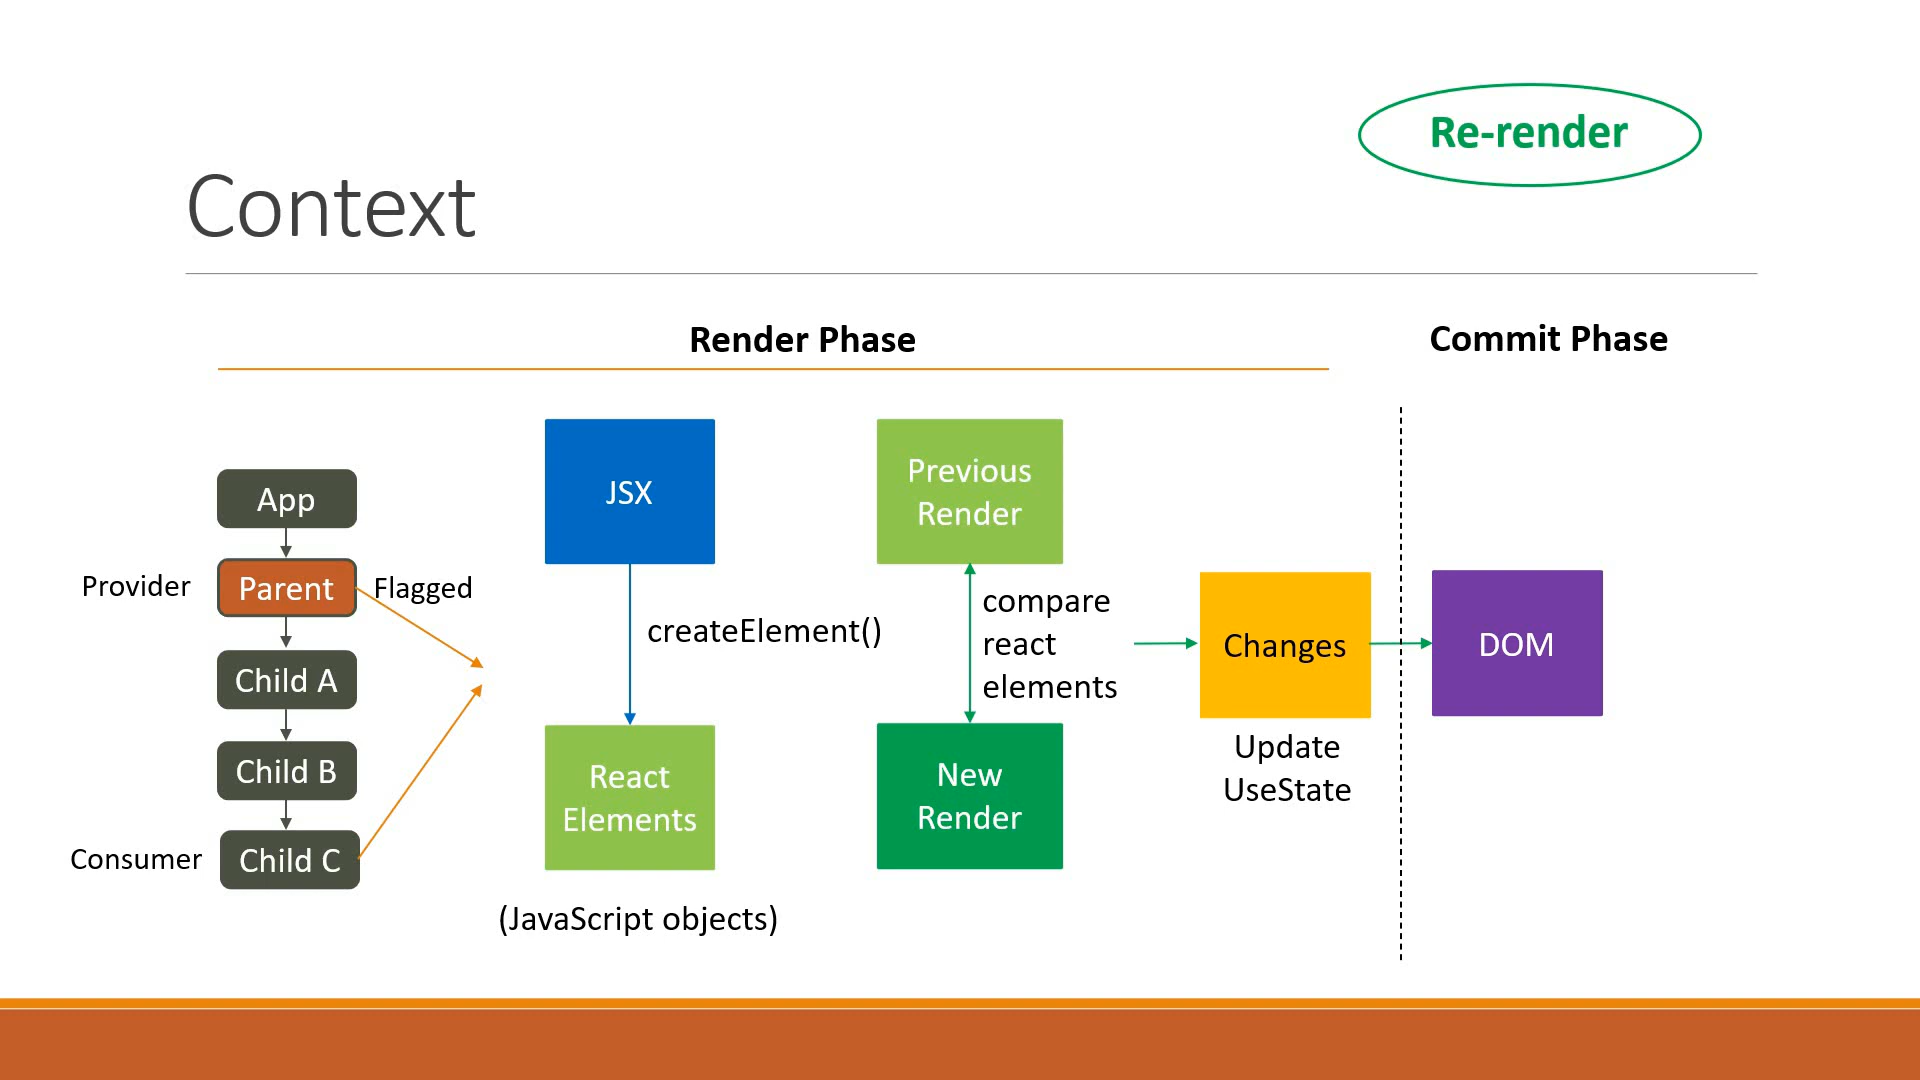 Re-render
Context
Render Phase
Commit Phase
App
Provider
Parent
Flagged
Child A
Child B
Consumer
Child C
JSX
createElement()
React
Elements
(JavaScript objects)
Previous
Render
compare
react
elements
New
Render
Changes
Update
UseState
DOM